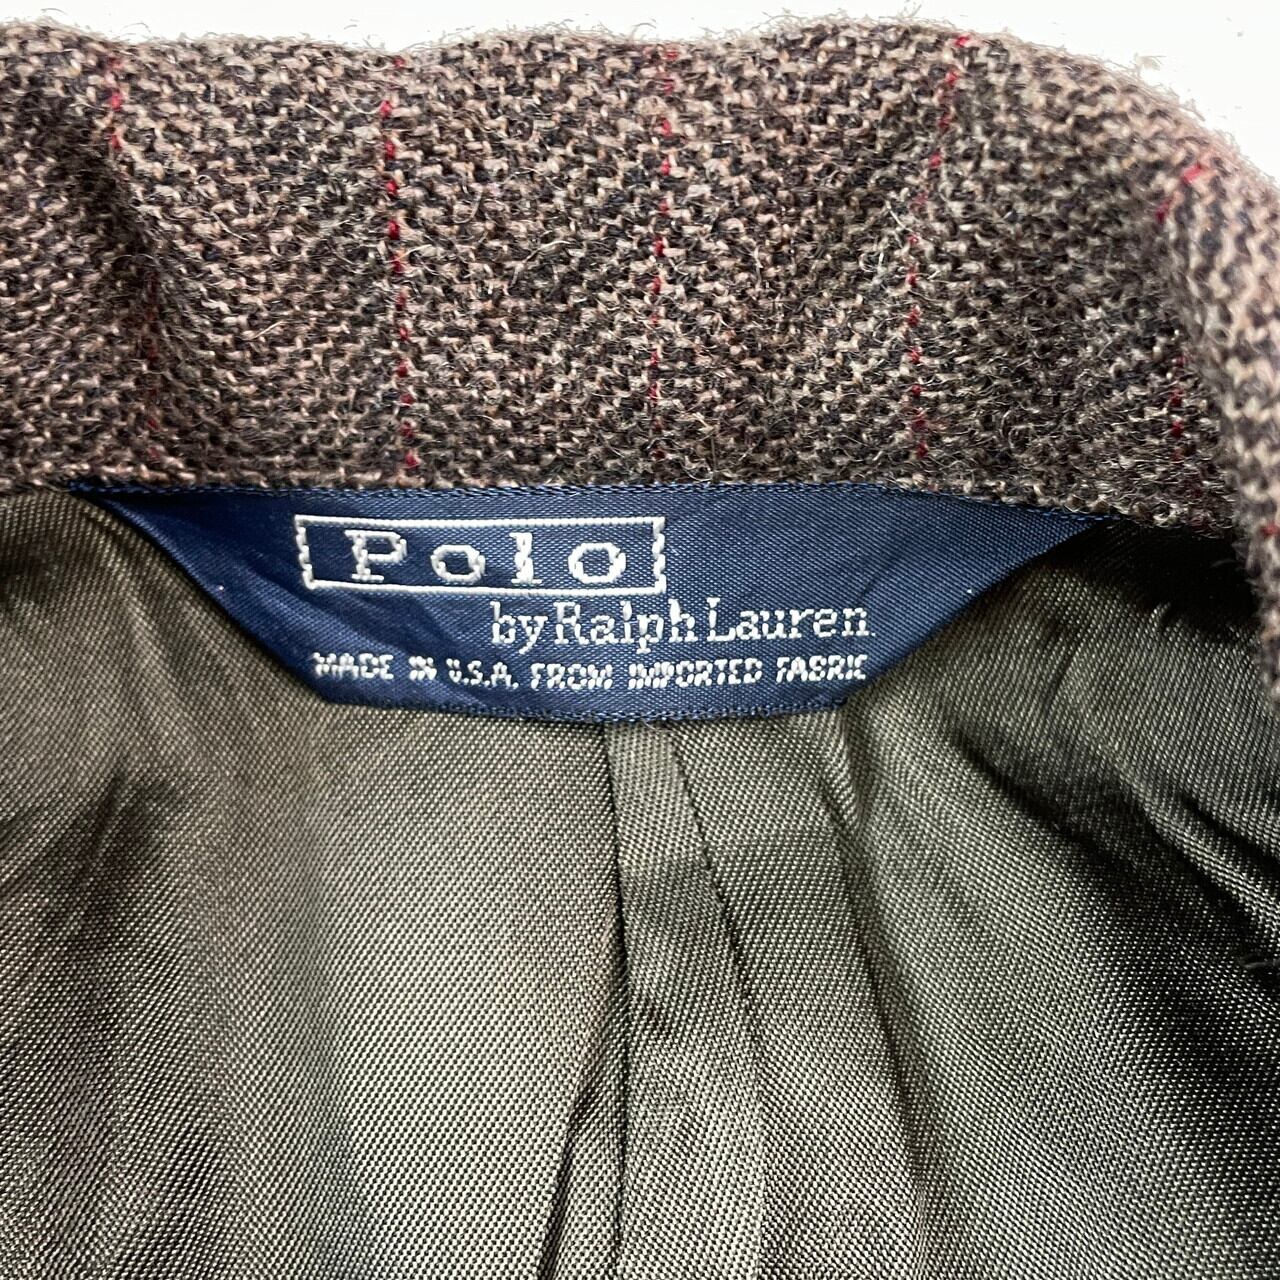 Polo
by Ralph Lauren
MADE IN U.S.A. FROM IMPORTED FABRIC